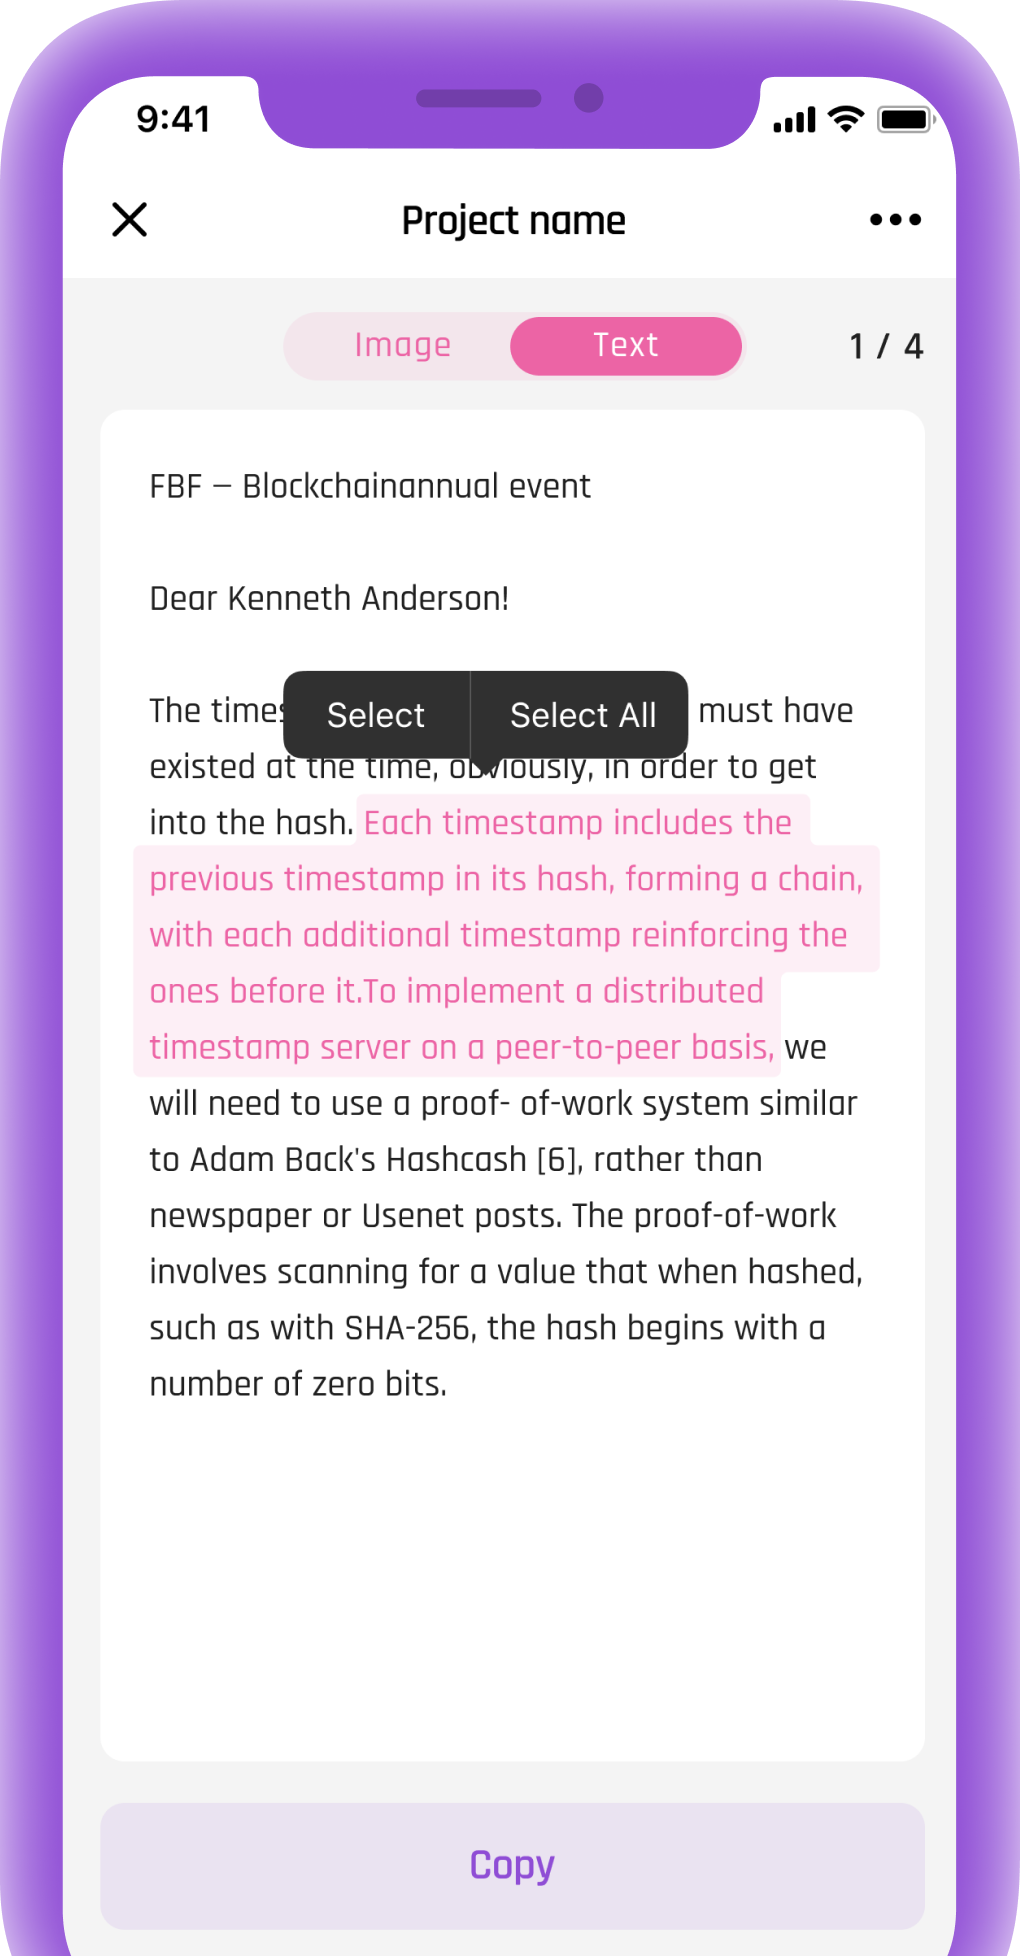 9:41
Project name
Image
Text
1 / 4
FBF – Blockchainannual event
Dear Kenneth Anderson!
Select
Select All
The must have
existed at the time, obviously, in order to get
into the hash. Each timestamp includes the
previous timestamp in its hash, forming a chain,
with each additional timestamp reinforcing the
ones before it.To implement a distributed
timestamp server on a peer-to-peer basis, we
will need to use a proof- of-work system similar
to Adam Back's Hashcash [6], rather than
newspaper or Usenet posts. The proof-of-work
involves scanning for a value that when hashed,
such as with SHA-256, the hash begins with a
number of zero bits.
Copy